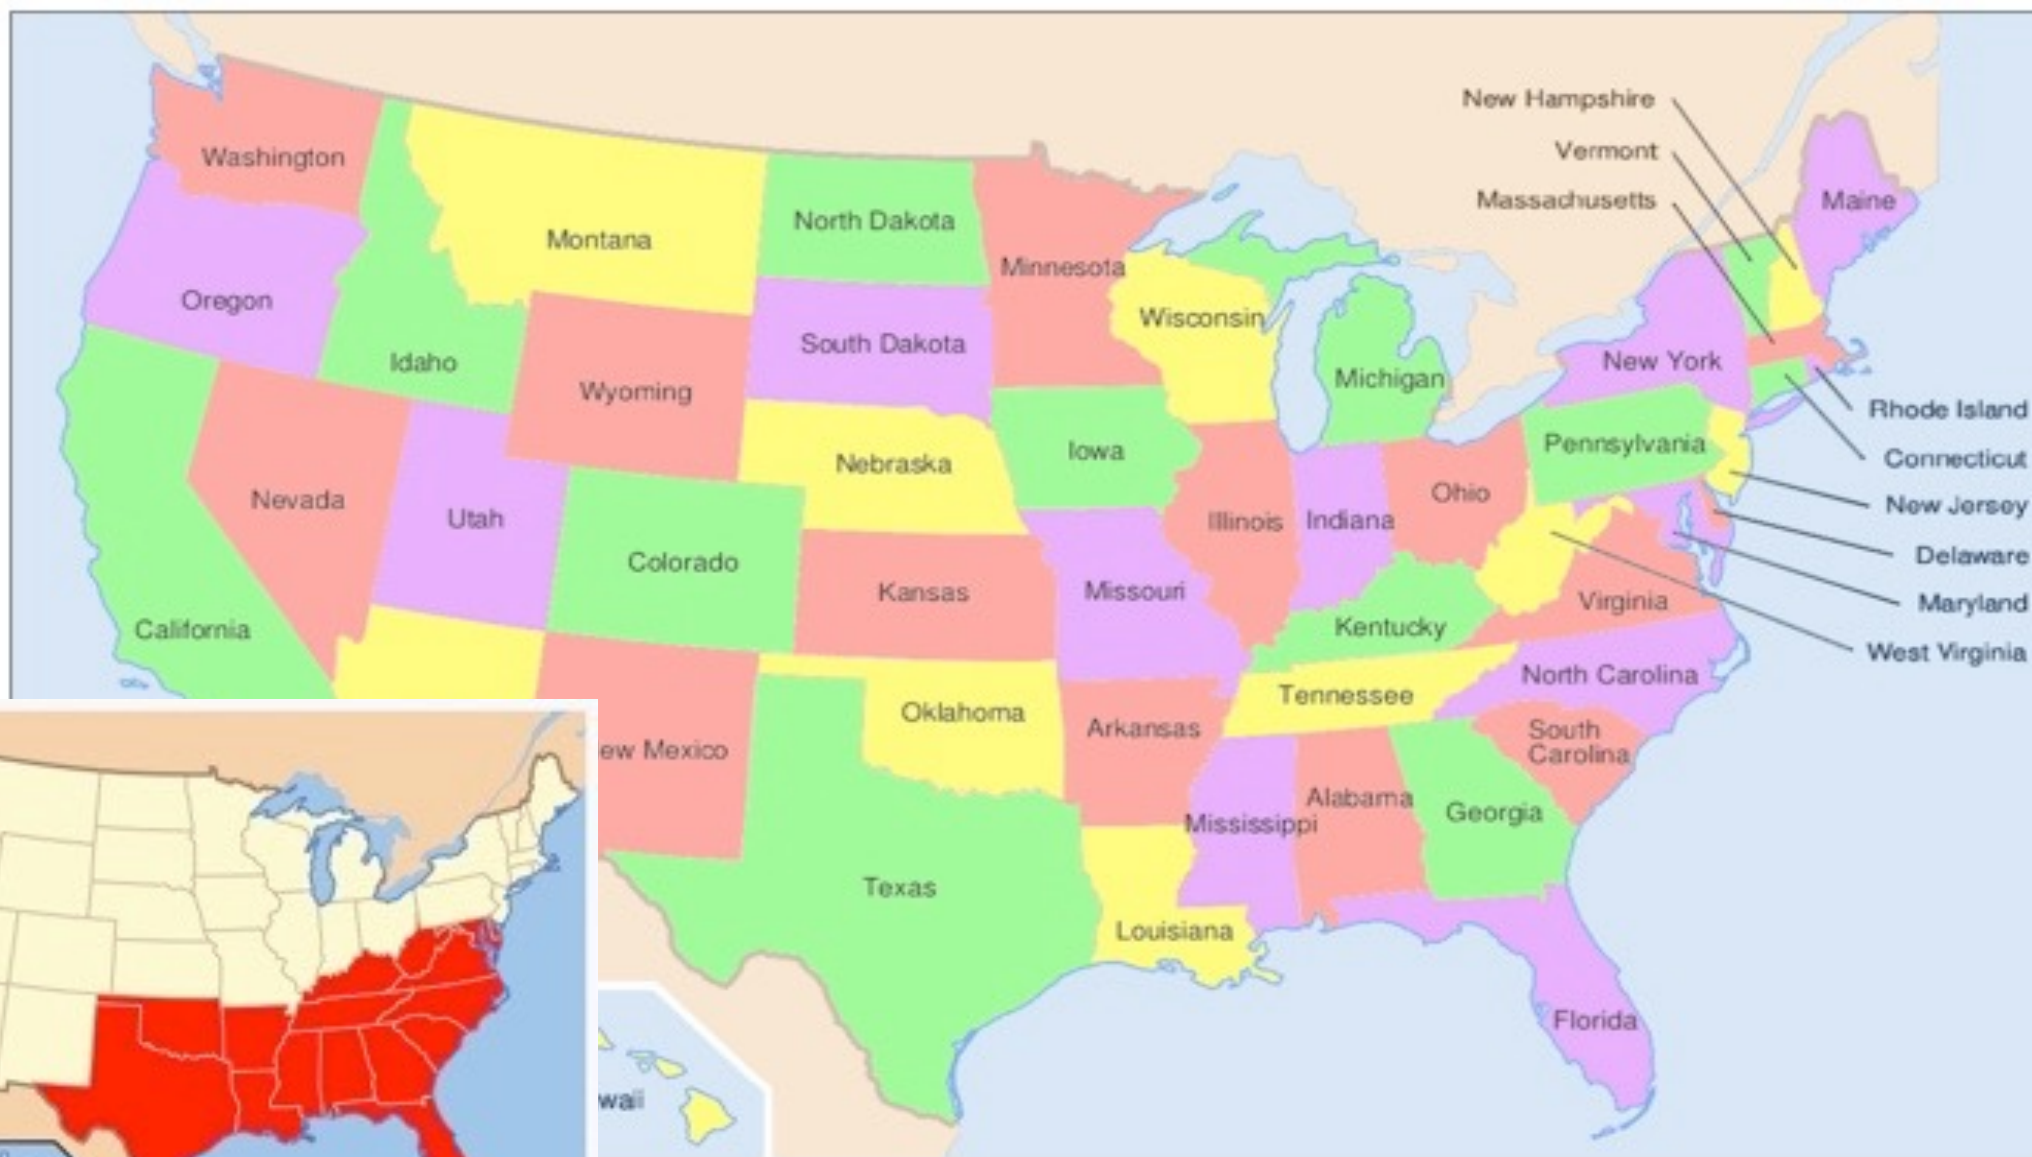 New Hampshire
Vermont
Massachusetts
Washington
Maine
Montana
North Dakota
Minnesota
Oregon
Wisconsin
South Dakota
Idaho
New York
Michigan
Wyoming
Rhode Island
Pennsylvania
Iowa
Connecticut
Nebraska
Ohio
Nevada
New Jersey
Utah
Illinois
Indiana
Delaware
Colorado
Kansas
Missouri
Virginia
Maryland
California
Kentucky
West Virginia
North Carolina
Tennessee
Oklahoma
Arkansas
South
Carolina
ew Mexico
Alabama
Georgia
Mississippi
Texas
Louisiana
Florida
waii